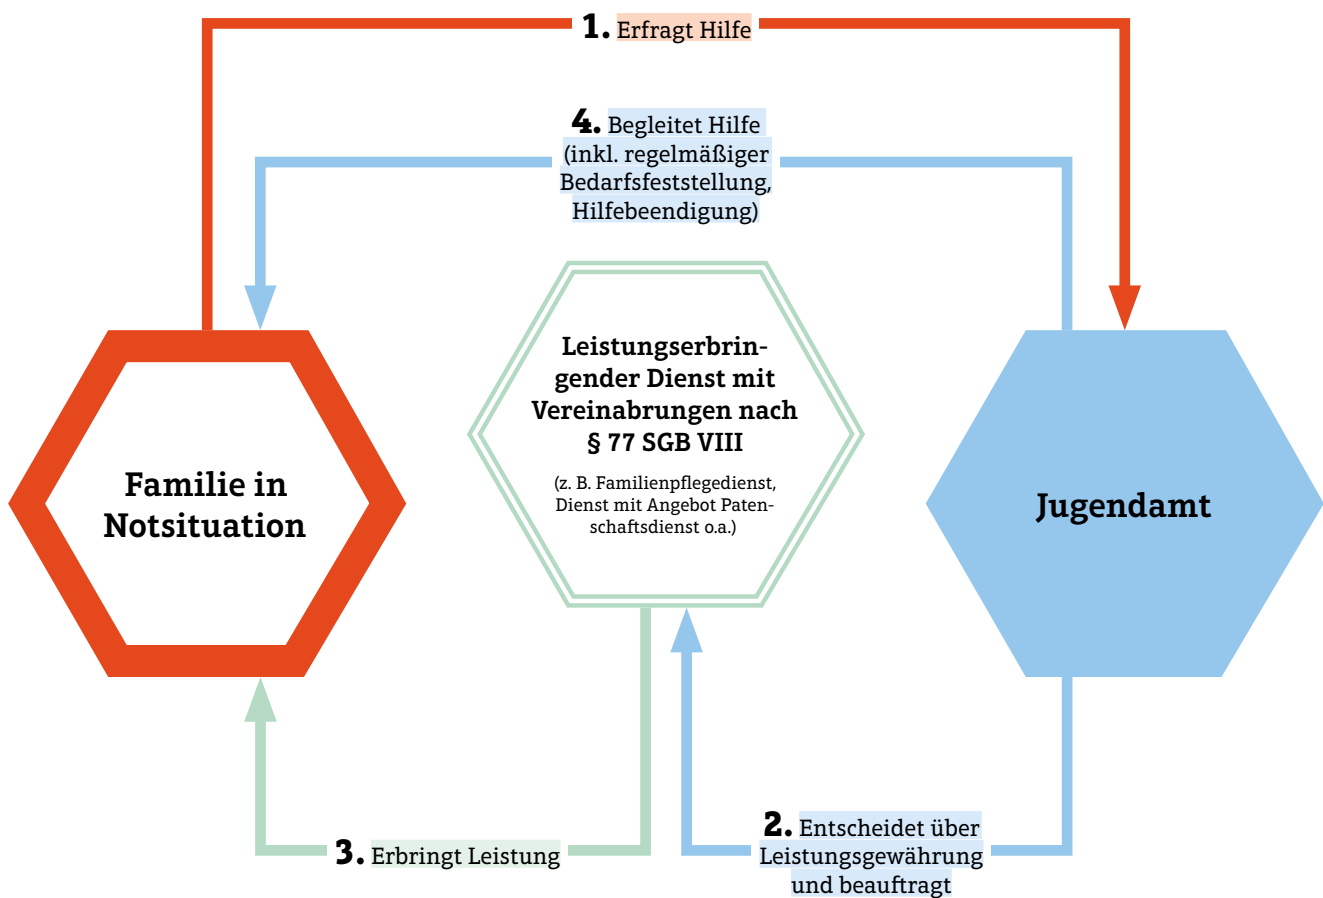 1. Erfragt Hilfe
4. Begleitet Hilfe
(inkl. regelmäßiger
Bedarfsfeststellung,
Hilfebeendigung)
Leistungserbrin-
gender Dienst mit
Vereinabrungen nach
§ 77 SGB VIII
(z. B. Familienpflegedienst,
Dienst mit Angebot Paten-
schaftsdienst o.a.)
Familie in
Notsituation
Jugendamt
3. Erbringt Leistung
2. Entscheidet über
Leistungsgewährung
und beauftragt